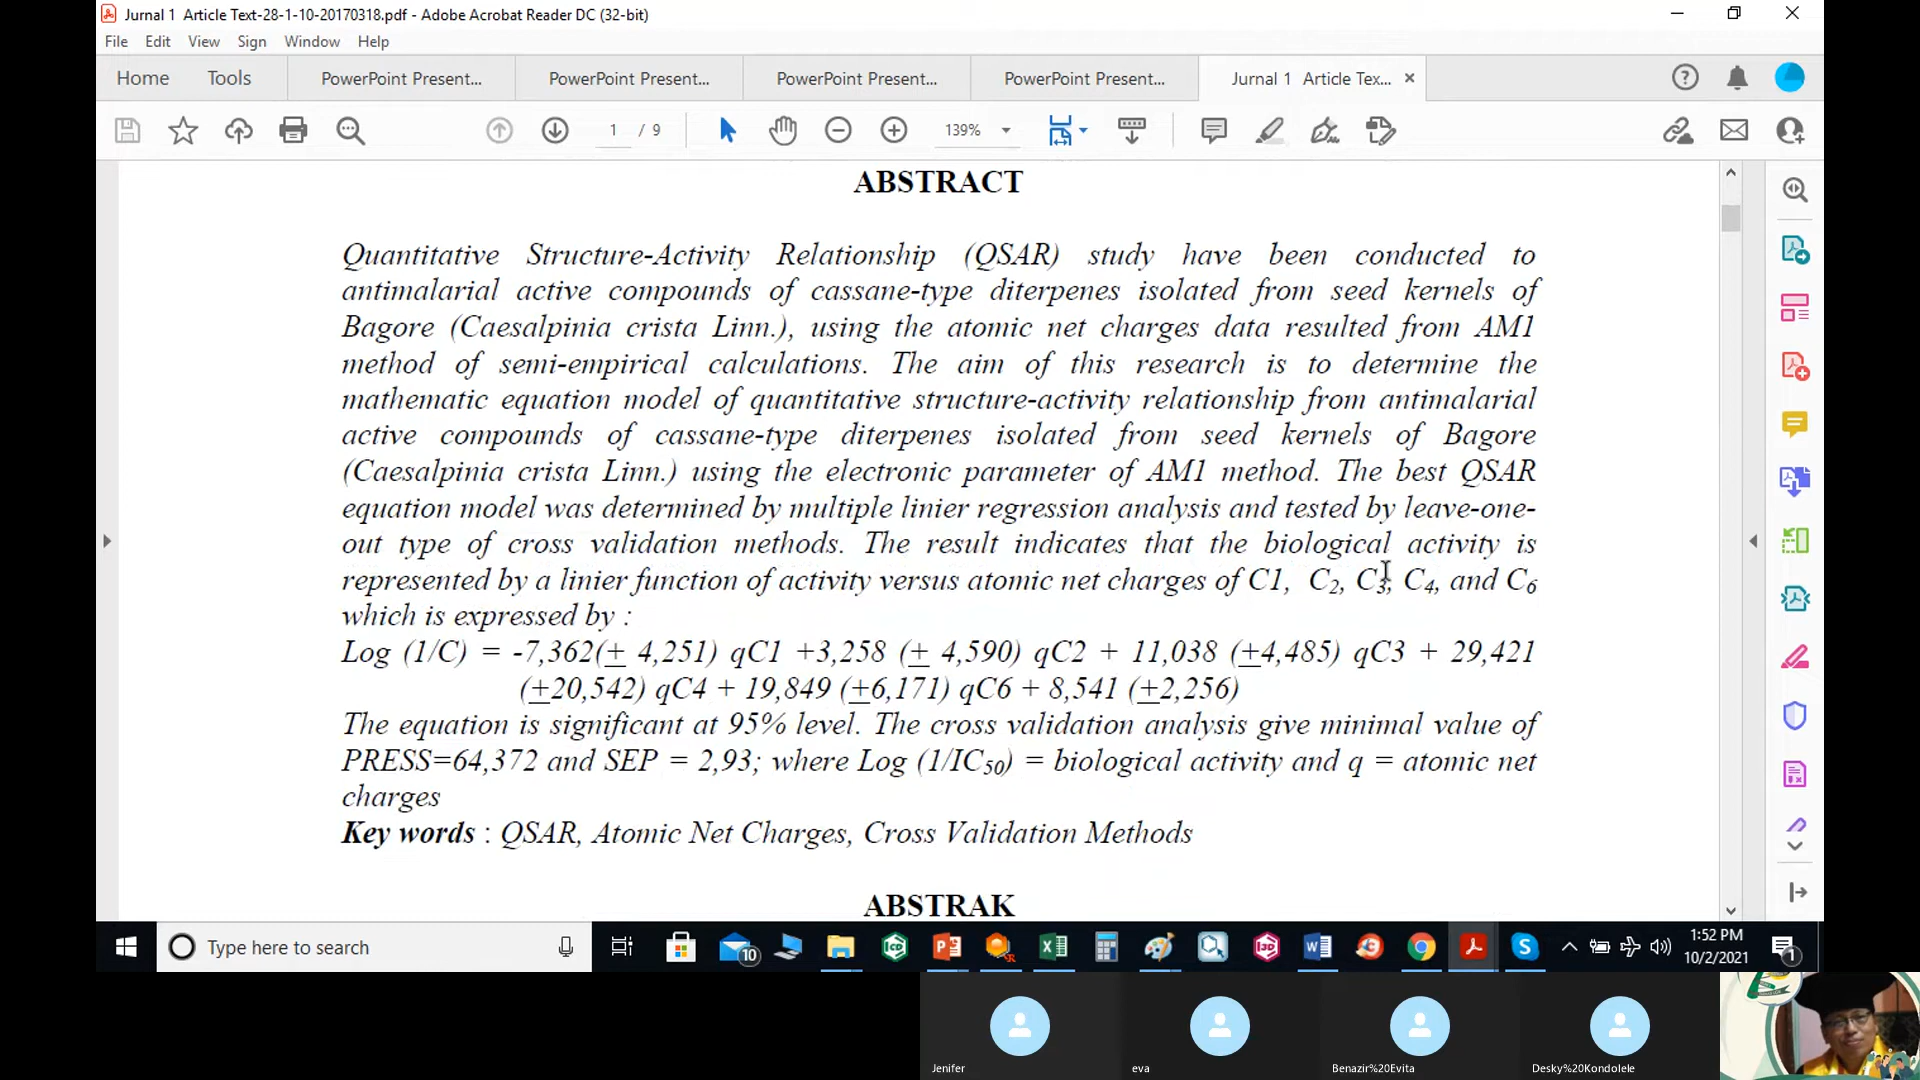 Jurnal 1 Article Text-28-1-10-20170318.pdf - Adobe Acrobat Reader DC (32-bit)
File Edit View Sign Window Help
Home Tools PowerPoint Present... PowerPoint Present... PowerPoint Present... PowerPoint Present... Jurnal 1 Article Tex...
1 / 9 139%
ABSTRACT
Quantitative Structure-Activity Relationship (QSAR) study have been conducted to
antimalarial active compounds of cassane-type diterpenes isolated from seed kernels of
Bagore (Caesalpinia crista Linn.), using the atomic net charges data resulted from AM1
method of semi-empirical calculations. The aim of this research is to determine the
mathematic equation model of quantitative structure-activity relationship from antimalarial
active compounds of cassane-type diterpenes isolated from seed kernels of Bagore
(Caesalpinia crista Linn.) using the electronic parameter of AM1 method. The best QSAR
equation model was determined by multiple linier regression analysis and tested by leave-one-
out type of cross validation methods. The result indicates that the biological activity is
represented by a linier function of activity versus atomic net charges of C1, C₂, C₃, C₄, and C₆
which is expressed by :
Log (1/C) = -7,362(± 4,251) qC1 +3,258 (± 4,590) qC2 + 11,038 (±4,485) qC3 + 29,421
(±20,542) qC4 + 19,849 (±6,171) qC6 + 8,541 (±2,256)
The equation is significant at 95% level. The cross validation analysis give minimal value of
PRESS=64,372 and SEP = 2,93; where Log (1/IC₅₀) = biological activity and q = atomic net
charges
Key words : QSAR, Atomic Net Charges, Cross Validation Methods
ABSTRAK
Type here to search
10
1:52 PM
10/2/2021
1
Jenifer eva Benazir%20Evita Desky%20Kondolele